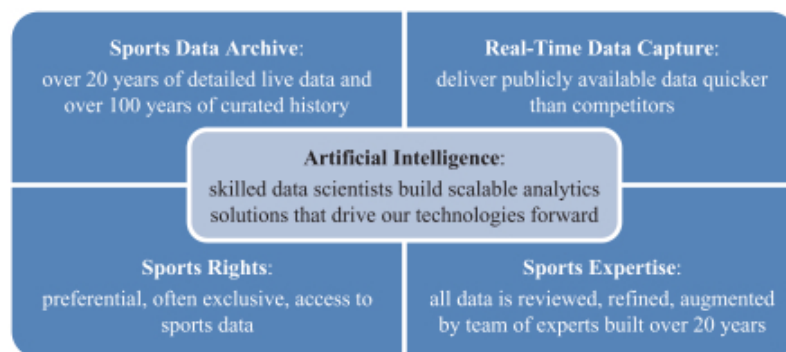 Sports Data Archive:
over 20 years of detailed live data and
over 100 years of curated history
Real-Time Data Capture:
deliver publicly available data quicker
than competitors
Artificial Intelligence:
skilled data scientists build scalable analytics
solutions that drive our technologies forward
Sports Rights:
preferential, often exclusive, access to
sports data
Sports Expertise:
all data is reviewed, refined, augmented
by team of experts built over 20 years